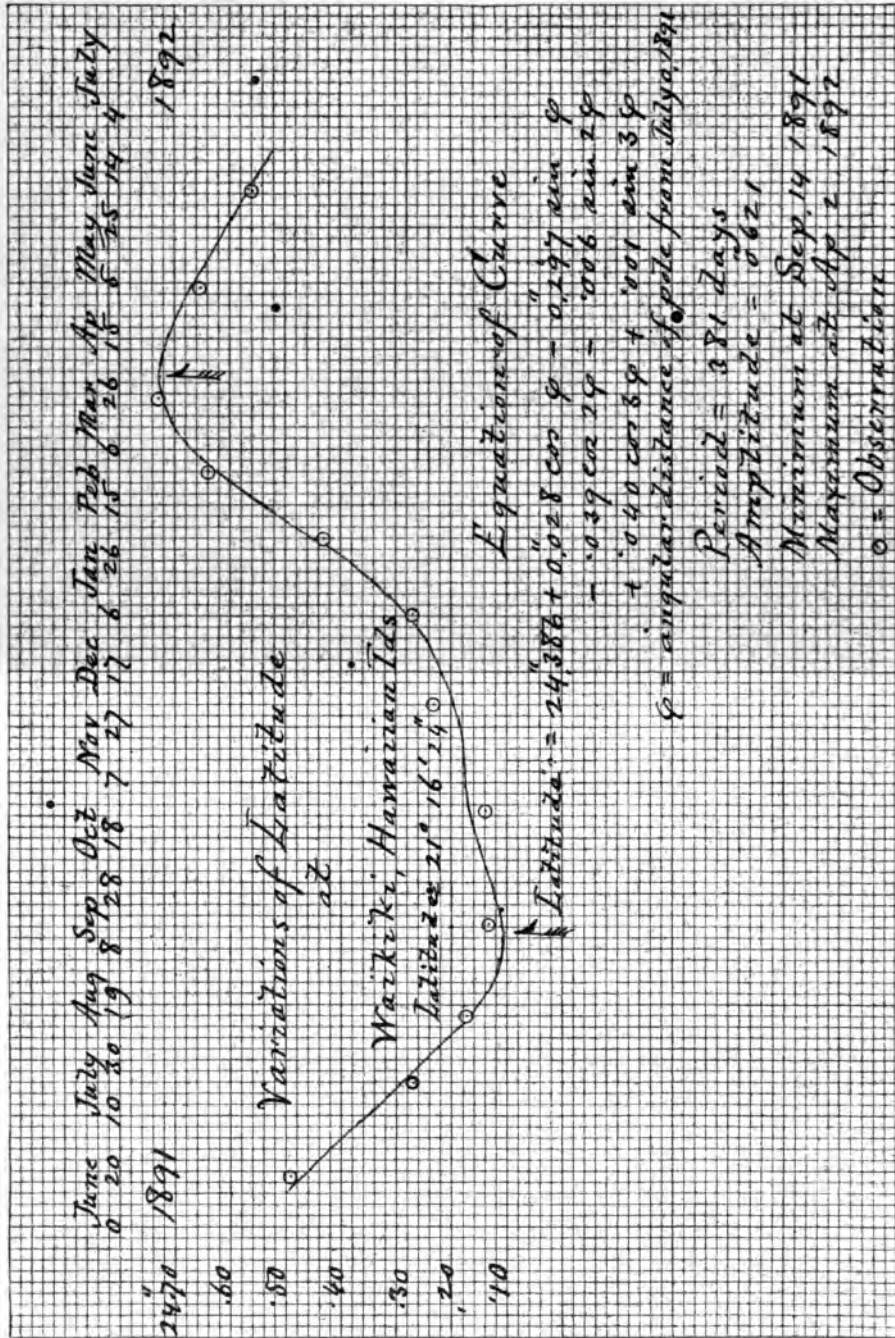 June July Aug Sep Oct Nov Dec Jan Feb Mar Ap May June July
0 20 10 30 19 8 28 18 7 27 17 6 26 15 6 26 15 5 25 14 4
1891 1892
24."70
.60
.50
.40
.30
.20
.10
Variations of Latitude
at
Waikiki, Hawaiian Ids
Latitude = 21° 16' 24"
Equation of Curve
Latitude = 24."386 + 0."028 cos φ - 0."297 sin φ
- .039 cos 2φ - .006 sin 2φ
+ .040 cos 3φ + .001 sin 3φ
φ = angular distance of pole from July 0, 1891
Period = 381 days
Amplitude = 0."621
Minimum at Sep. 14 1891
Maximum at Ap 2 1892
⊙ = Observation